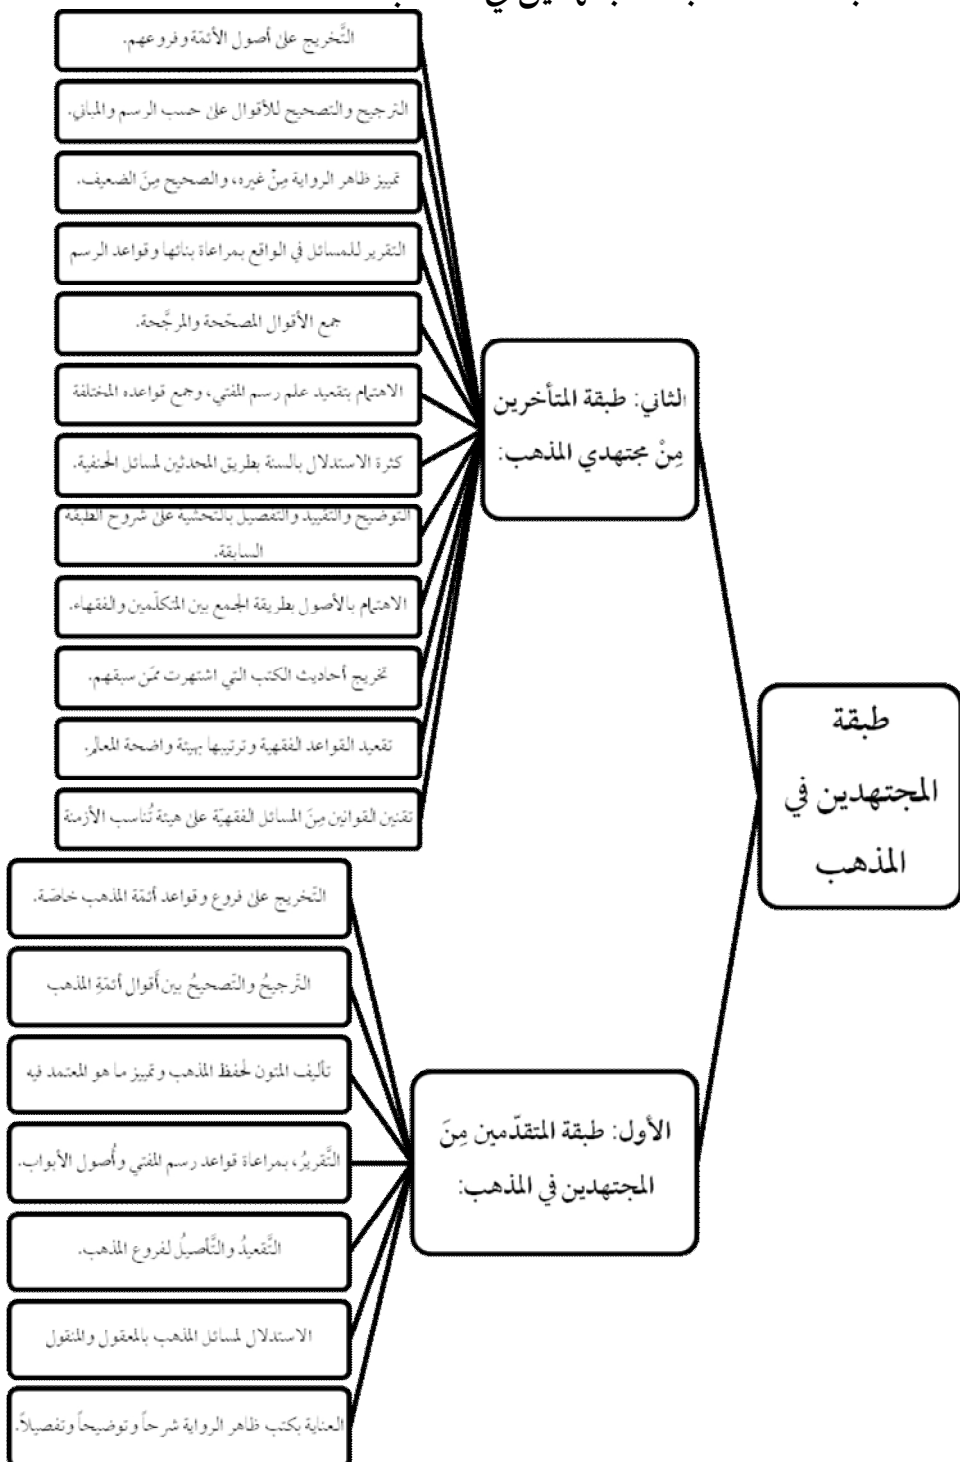 التَّخريج على أصول الأئمّة وفروعهم.
الترجيح والتصحيح للأقوال على حسب الرسم والمباني.
تمييز ظاهر الرواية مِنْ غيره، والصحيح مِنَ الضعيف.
التقرير للمسائل في الواقع بمراعاة بنائها وقواعد الرسم
جمع الأقوال المصحّحة والمرجَّحة.
الاهتمام بتقعيد علم رسم المفتي، وجمع قواعده المختلفة
كثرة الاستدلال بالسنة بطريق المحدثين لمسائل الحنفية.
التوضيح والتقييد والتفصيل بالتحشية على شروح الطبقة
السابقة.
الاهتمام بالأصول بطريقة الجمع بين المتكلّمين والفقهاء.
تخريج أحاديث الكتب التي اشتهرت ممّن سبقهم.
تقعيد القواعد الفقهية وترتيبها بهيئة واضحة المعالم.
تقنين القوانين مِنَ المسائل الفقهيّة على هيئة تُناسب الأزمنة
الثاني: طبقة المتأخرين
مِنْ مجتهدي المذهب:
طبقة
المجتهدين في
المذهب
التّخريج على فروع وقواعد أئمّة المذهب خاصّة.
التَّرجيحُ والتّصحيحُ بين أَقوال أئمّةِ المذهب
تأليف المتون لحفظ المذهب وتمييز ما هو المعتمد فيه
التَّقريرُ، بمراعاة قواعد رسم المفتي وأُصول الأبواب.
التَّقعيدُ والتَّأصيلُ لفروع المذهب.
الاستدلال لمسائل المذهب بالمعقول والمنقول
العناية بكتب ظاهر الرواية شرحاً وتوضيحاً وتفصيلاً.
الأول: طبقة المتقدّمين مِنَ
المجتهدين في المذهب: